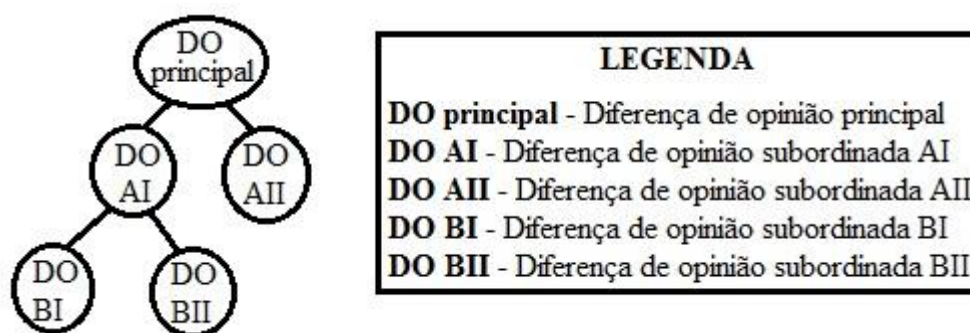 DO
principal
DO
AI
DO
AII
DO
BI
DO
BII
LEGENDA
DO principal - Diferença de opinião principal
DO AI - Diferença de opinião subordinada AI
DO AII - Diferença de opinião subordinada AII
DO BI - Diferença de opinião subordinada BI
DO BII - Diferença de opinião subordinada BII